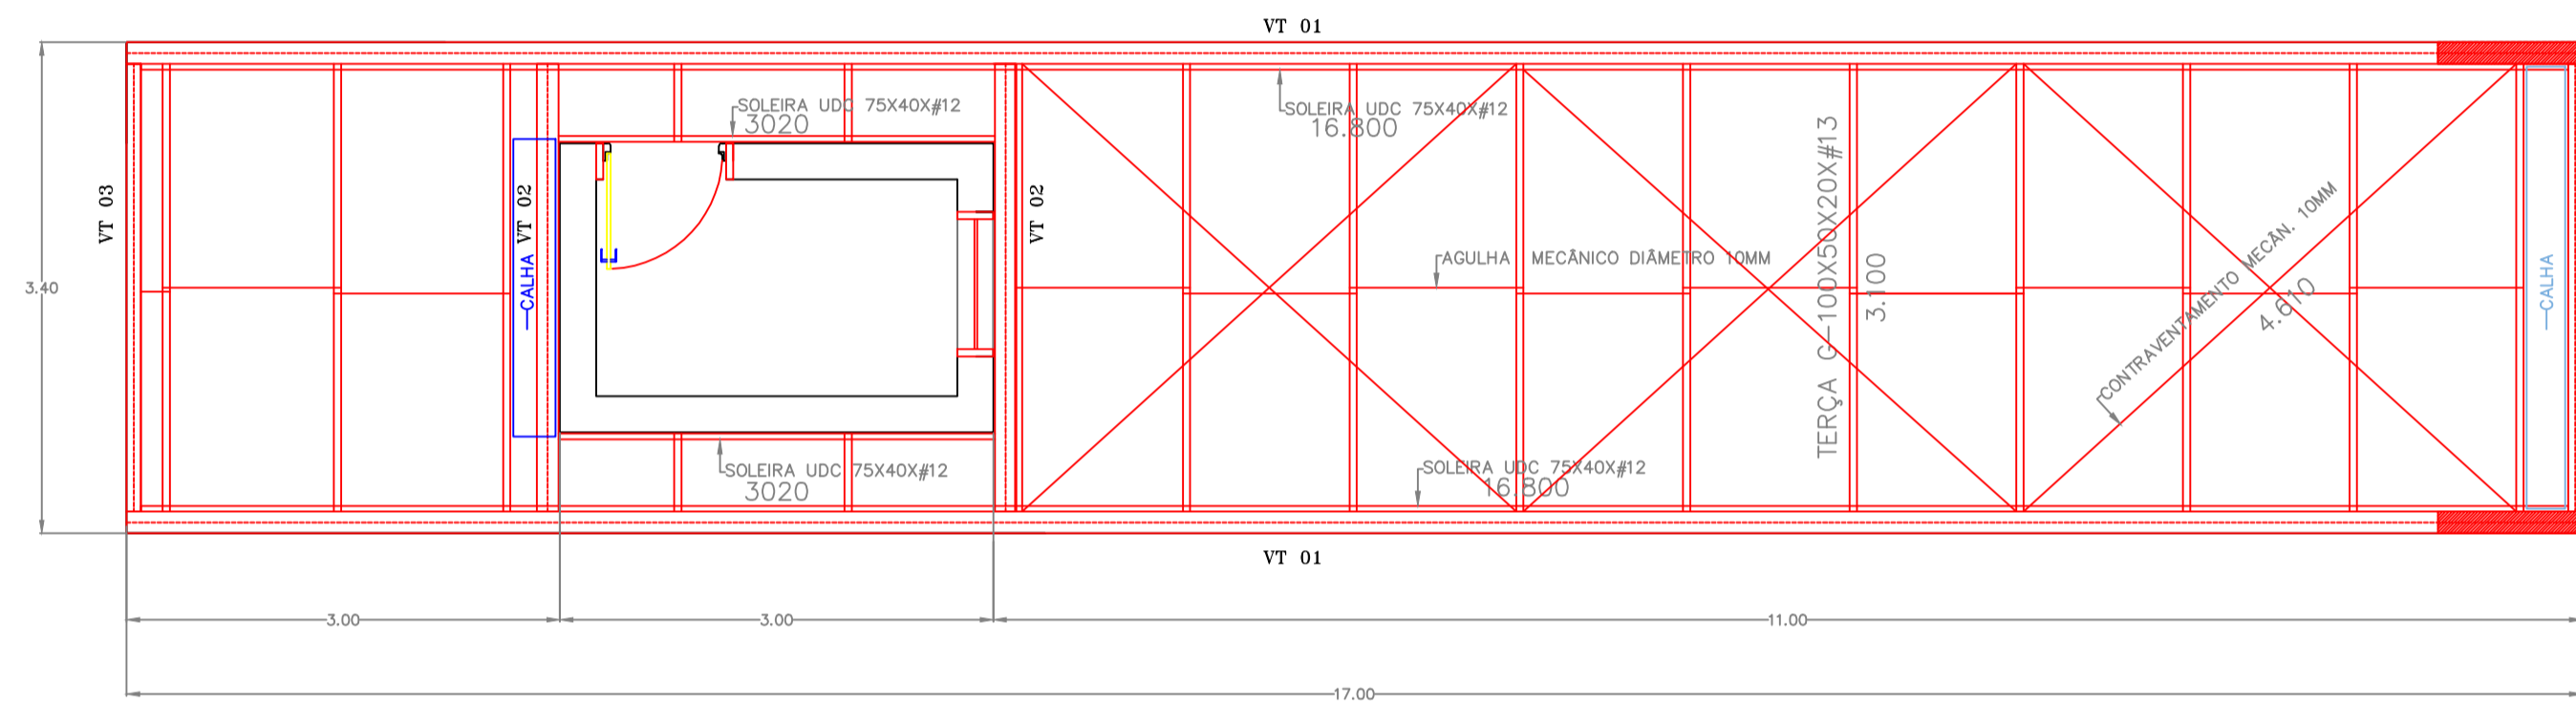 VT 01
SOLEIRA UDC 75X40X#12
3020
SOLEIRA UDC 75X40X#12
16.800
TERÇA G-100X50X20X#13
3.100
VT 03
VT 02
CALHA
VT 02
AGULHA MECÂNICO DIÂMETRO 10MM
CONTRAVENTAMENTO MECÂN. 10MM
4.610
CALHA
3.40
SOLEIRA UDC 75X40X#12
3020
SOLEIRA UDC 75X40X#12
16.800
VT 01
3.00
3.00
11.00
17.00